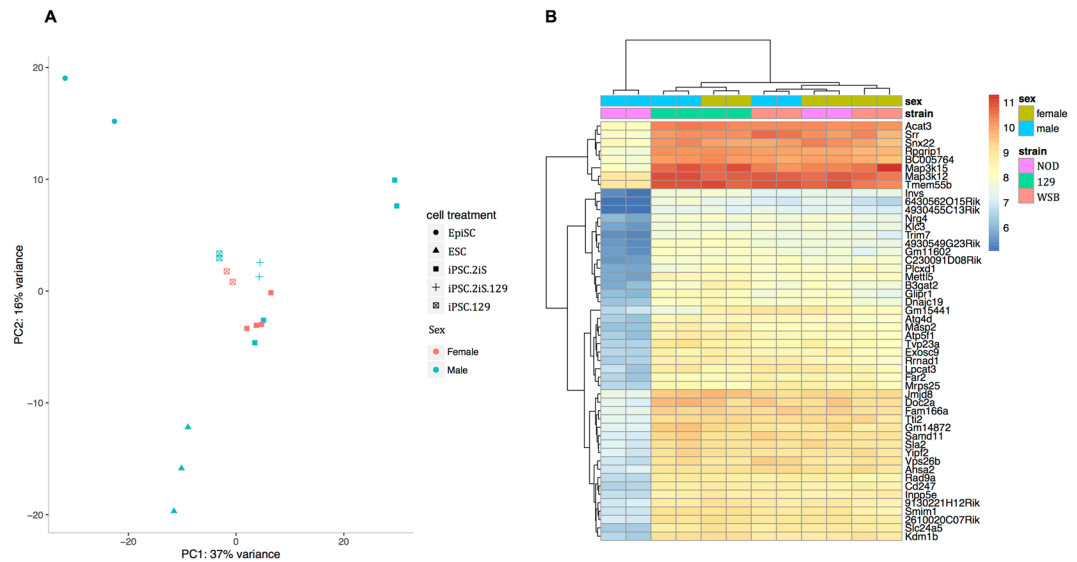 A
20
10
0
−10
−20
PC2: 16% variance
−20
0
20
PC1: 37% variance
cell treatment
EpiSC
ESC
iPSC.2iS
iPSC.2iS.129
iPSC.129
Sex
Female
Male
B
sex
strain
Acat3
Srr
Snx22
Rpgrip1
BC005764
Map3k15
Map3k12
Tmem55b
Invs
6430562O15Rik
4930455C13Rik
Nrg4
Klc3
Trim7
4930549G23Rik
Gm11602
C230091D08Rik
Plcxd1
Mettl5
B3gat2
Glipr1
Dnajc19
Gm15441
Atg4d
Masp2
Atp5f1
Tvp23a
Exosc9
Rrnad1
Lpcat3
Far2
Mrps25
Jmjd8
Doc2a
Fam166a
Tti2
Gm14872
Samd11
Sla2
Yipf2
Vps26b
Ahsa2
Rad9a
Cd247
Inpp5e
9130221H12Rik
Smim1
2610020C07Rik
Slc24a5
Kdm1b
11
10
9
8
7
6
sex
female
male
strain
NOD
129
WSB